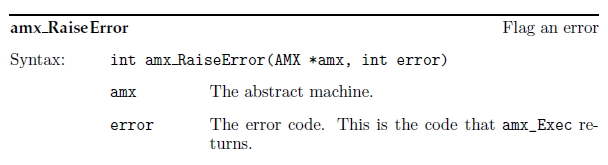 amx_RaiseError Flag an error
Syntax: int amx_RaiseError(AMX *amx, int error)
amx The abstract machine.
error The error code. This is the code that amx_Exec re-
turns.